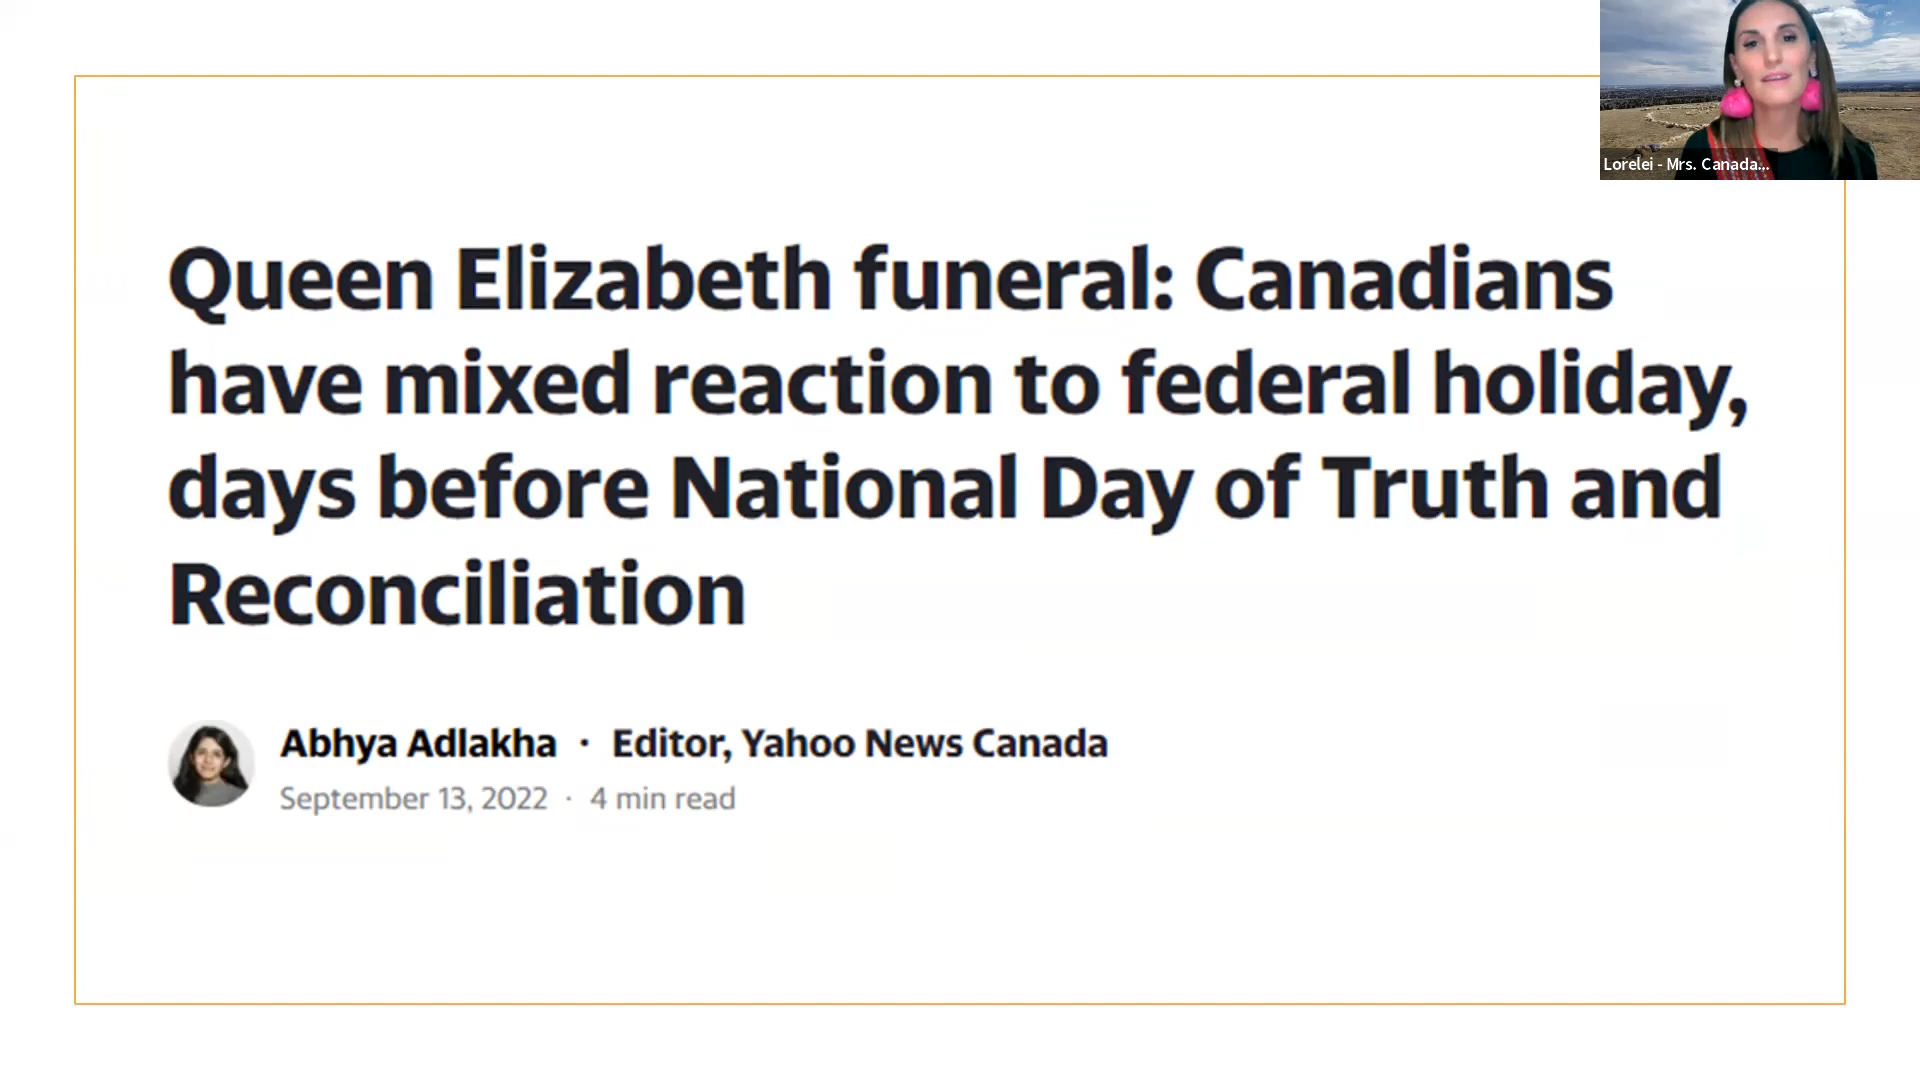 Lorelei - Mrs. Canada...
Queen Elizabeth funeral: Canadians
have mixed reaction to federal holiday,
days before National Day of Truth and
Reconciliation
Abhya Adlakha · Editor, Yahoo News Canada
September 13, 2022 · 4 min read